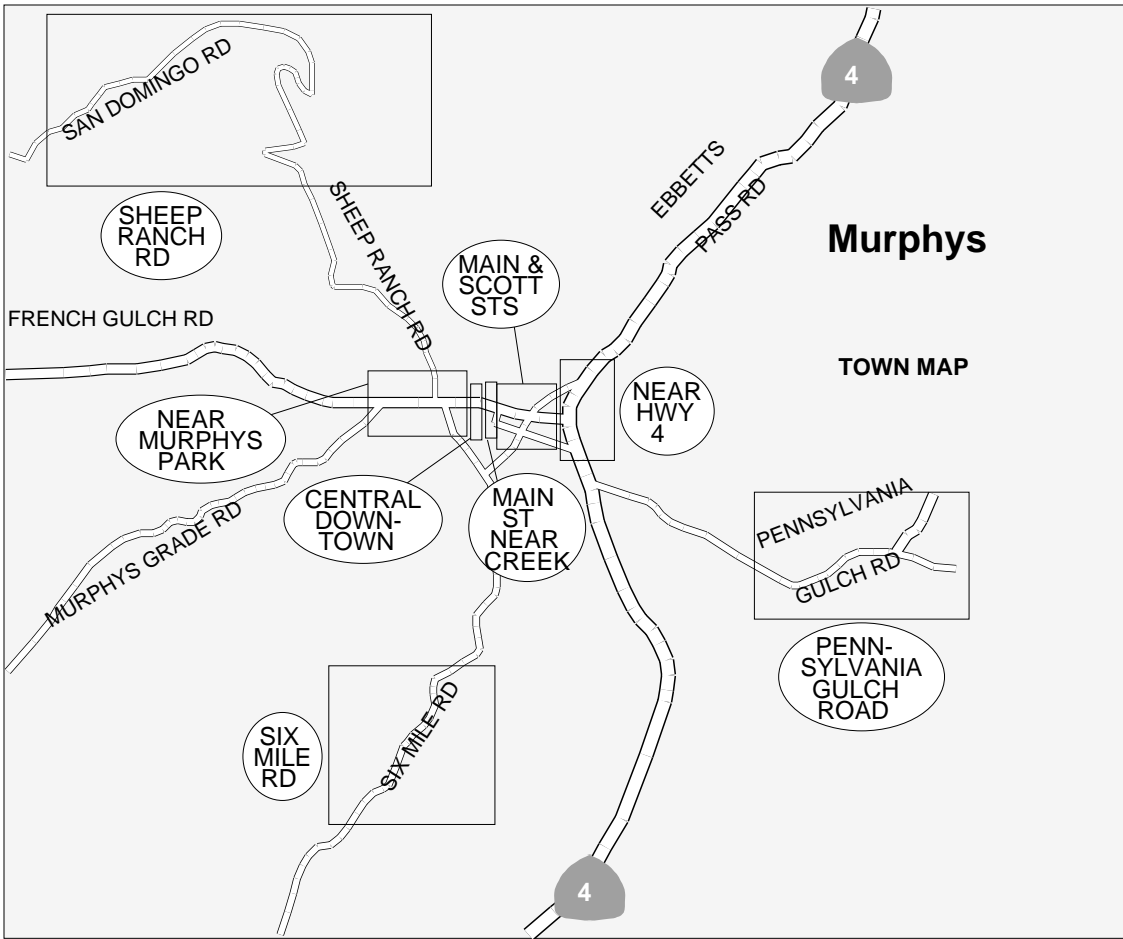 4
SAN DOMINGO RD
EBBETTS
PASS RD
SHEEP RANCH RD
SHEEP
RANCH
RD
Murphys
MAIN &
SCOTT
STS
FRENCH GULCH RD
TOWN MAP
NEAR
HWY
4
NEAR
MURPHYS
PARK
CENTRAL
DOWN-
TOWN
MAIN
ST
NEAR
CREEK
PENNSYLVANIA
GULCH RD
MURPHYS GRADE RD
PENN-
SYLVANIA
GULCH
ROAD
SIX
MILE
RD
SIX MILE RD
4